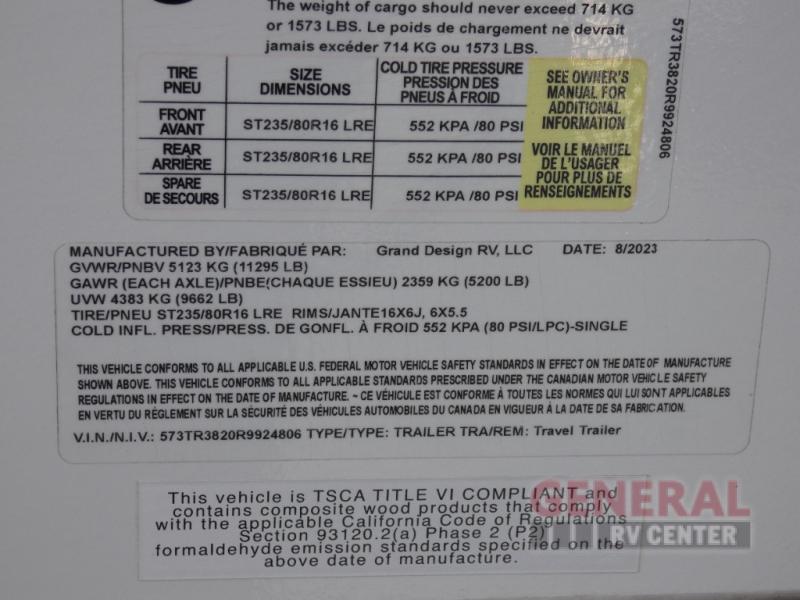 The weight of cargo should never exceed 714 KG
or 1573 LBS. Le poids de chargement ne devrait
jamais excéder 714 KG ou 1573 LBS.
TIRE PNEU SIZE DIMENSIONS COLD TIRE PRESSURE PRESSION DES PNEUS À FROID
FRONT AVANT ST235/80R16 LRE 552 KPA /80 PSI
REAR ARRIÈRE ST235/80R16 LRE 552 KPA /80 PSI
SPARE DE SECOURS ST235/80R16 LRE 552 KPA /80 PSI
SEE OWNER'S
MANUAL FOR
ADDITIONAL
INFORMATION
VOIR LE MANUEL
DE L'USAGER
POUR PLUS DE
RENSEIGNEMENTS
573TR3820R9924806
MANUFACTURED BY/FABRIQUÉ PAR: Grand Design RV, LLC DATE: 8/2023
GVWR/PNBV 5123 KG (11295 LB)
GAWR (EACH AXLE)/PNBE(CHAQUE ESSIEU) 2359 KG (5200 LB)
UVW 4383 KG (9662 LB)
TIRE/PNEU ST235/80R16 LRE RIMS/JANTE16X6J, 6X5.5
COLD INFL. PRESS/PRESS. DE GONFL. À FROID 552 KPA (80 PSI/LPC)-SINGLE
THIS VEHICLE CONFORMS TO ALL APPLICABLE U.S. FEDERAL MOTOR VEHICLE SAFETY STANDARDS IN EFFECT ON THE DATE OF MANUFACTURE
SHOWN ABOVE. THIS VEHICLE CONFORMS TO ALL APPLICABLE STANDARDS PRESCRIBED UNDER THE CANADIAN MOTOR VEHICLE SAFETY
REGULATIONS IN EFFECT ON THE DATE OF MANUFACTURE. ~ CE VÉHICULE EST CONFORME À TOUTES LES NORMES QUI LUI SONT APPLICABLES
EN VERTU DU RÈGLEMENT SUR LA SÉCURITÉ DES VÉHICULES AUTOMOBILES DU CANADA EN VIGUEUR À LA DATE DE SA FABRICATION.
V.I.N./N.I.V.: 573TR3820R9924806 TYPE/TYPE: TRAILER TRA/REM: Travel Trailer
This vehicle is TSCA TITLE VI COMPLIANT and
contains composite wood products that comply
with the applicable California Code of Regulations
Section 93120.2(a) Phase 2 (P2)
formaldehyde emission standards specified on the
above date of manufacture.
GENERAL
RV CENTER